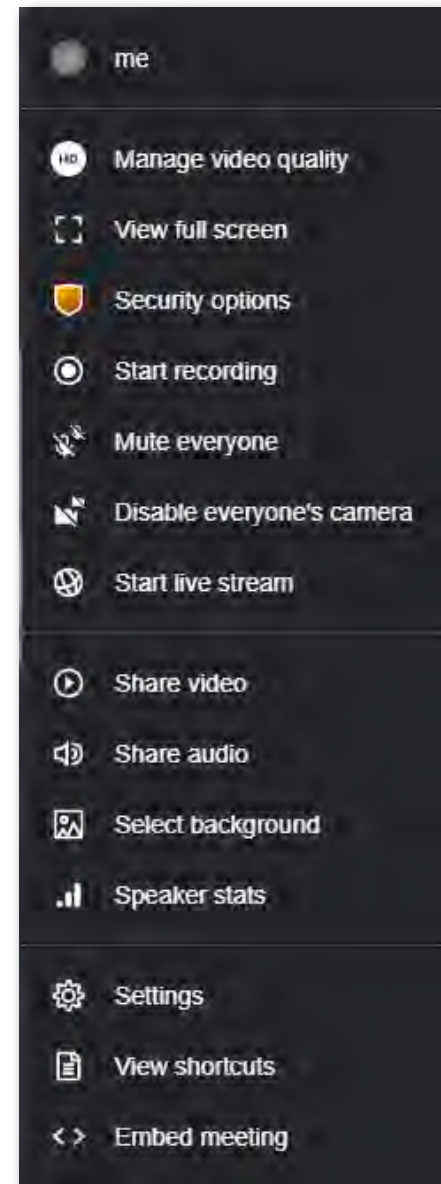 me
HD Manage video quality
View full screen
Security options
Start recording
Mute everyone
Disable everyone's camera
Start live stream
Share video
Share audio
Select background
Speaker stats
Settings
View shortcuts
Embed meeting